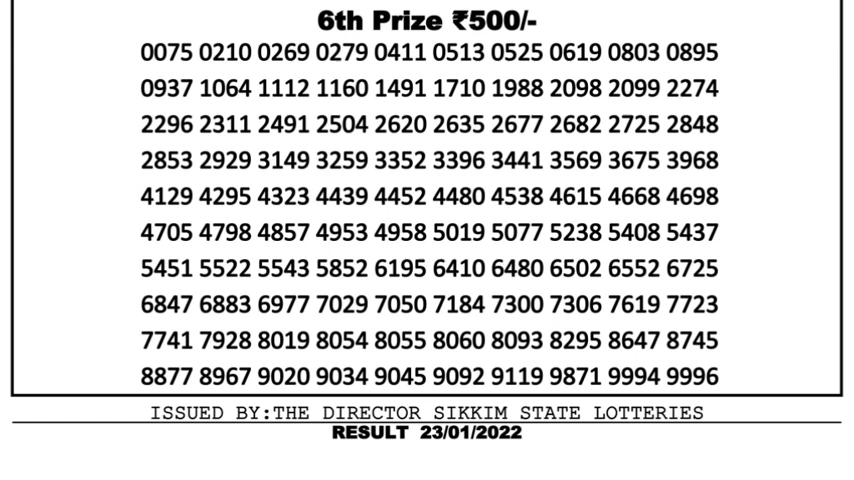 6th Prize ₹500/-
0075 0210 0269 0279 0411 0513 0525 0619 0803 0895
0937 1064 1112 1160 1491 1710 1988 2098 2099 2274
2296 2311 2491 2504 2620 2635 2677 2682 2725 2848
2853 2929 3149 3259 3352 3396 3441 3569 3675 3968
4129 4295 4323 4439 4452 4480 4538 4615 4668 4698
4705 4798 4857 4953 4958 5019 5077 5238 5408 5437
5451 5522 5543 5852 6195 6410 6480 6502 6552 6725
6847 6883 6977 7029 7050 7184 7300 7306 7619 7723
7741 7928 8019 8054 8055 8060 8093 8295 8647 8745
8877 8967 9020 9034 9045 9092 9119 9871 9994 9996
ISSUED BY:THE DIRECTOR SIKKIM STATE LOTTERIES
RESULT 23/01/2022